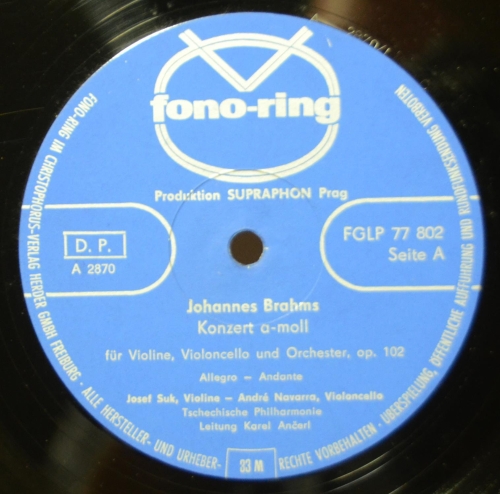 fono-ring
Produktion SUPRAPHON Prag
D. P.
A 2870
FGLP 77 802
Seite A
Johannes Brahms
Konzert a-moll
für Violine, Violoncello und Orchester, op. 102
Allegro – Andante
Josef Suk, Violine – André Navarra, Violoncello
Tschechische Philharmonie
Leitung Karel Ančerl
33 M
FONO-RING IM CHRISTOPHORUS-VERLAG HERDER GMBH FREIBURG - ALLE HERSTELLER- UND URHEBER-
RECHTE VORBEHALTEN - ÜBERSPIELUNG, ÖFFENTLICHE AUFFÜHRUNG UND RUNDFUNKSENDUNG VERBOTEN